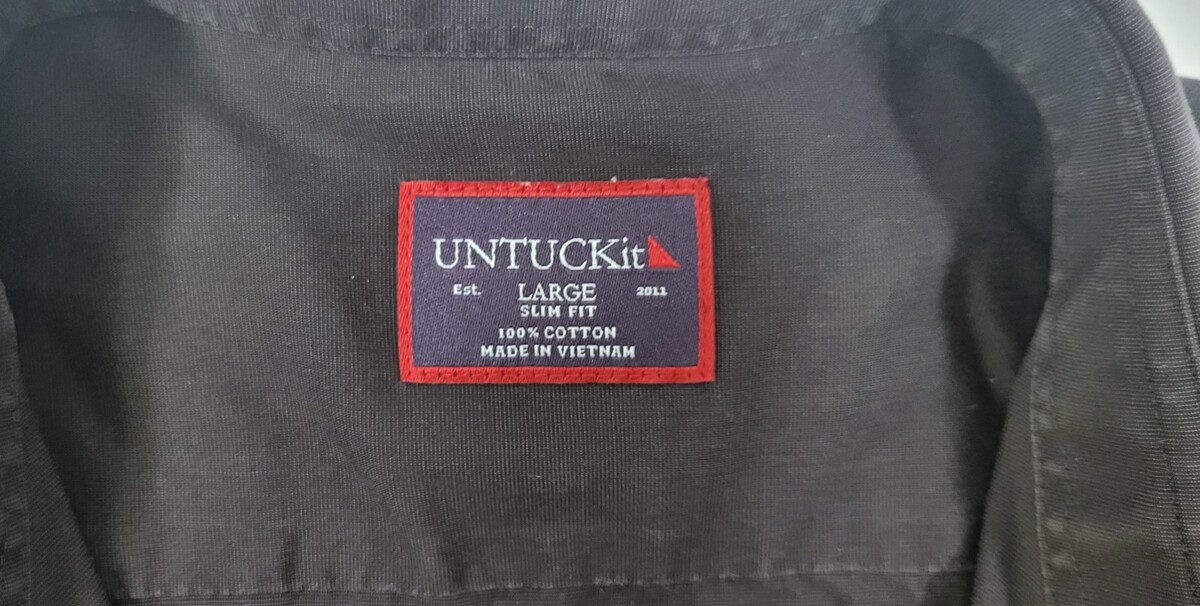 UNTUCKit
Est. LARGE 2011
SLIM FIT
100% COTTON
MADE IN VIETNAM